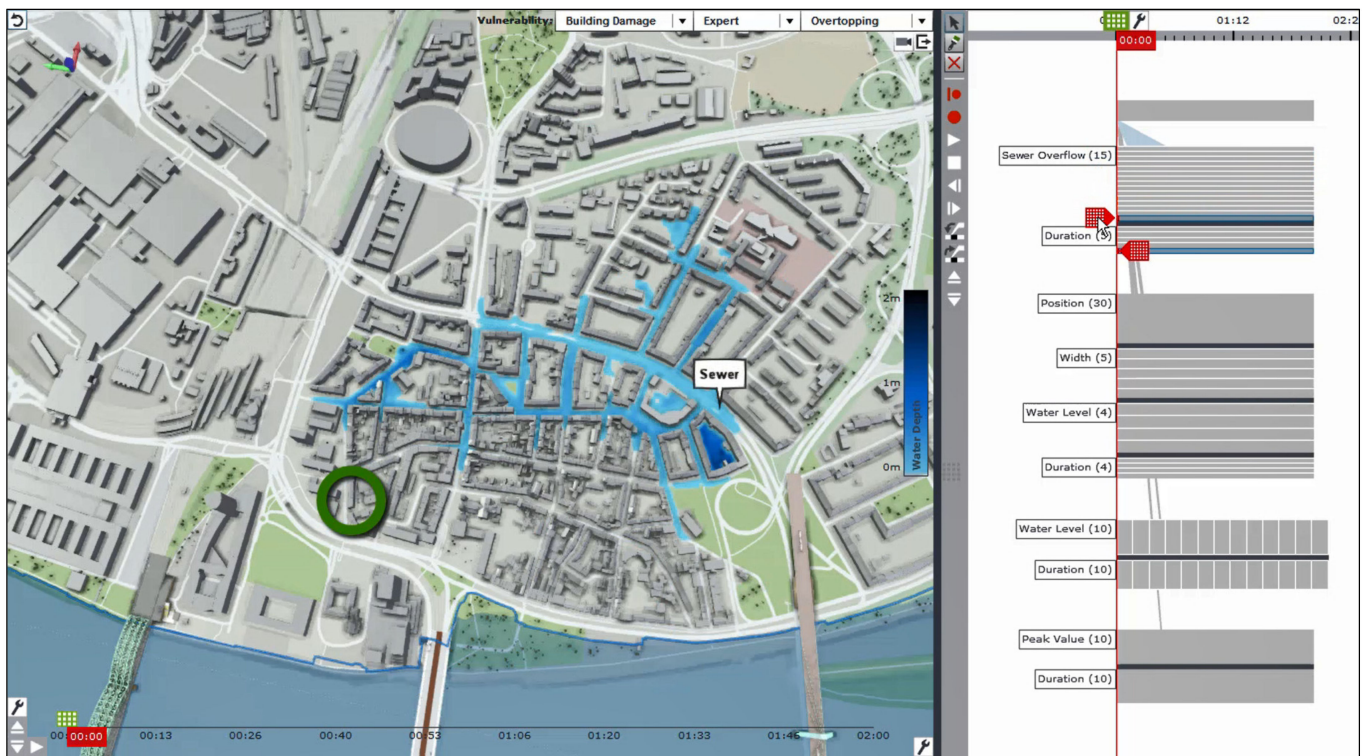 Vulnerability: Building Damage Expert Overtopping
01:12
00:00
Sewer Overflow (15)
Duration (5)
Position (30)
Width (5)
Water Level (4)
Duration (4)
Water Level (10)
Duration (10)
Peak Value (10)
Duration (10)
Sewer
2m
1m
0m
Water Depth
00:00 00:13 00:26 00:40 00:53 01:06 01:20 01:33 01:46 02:00